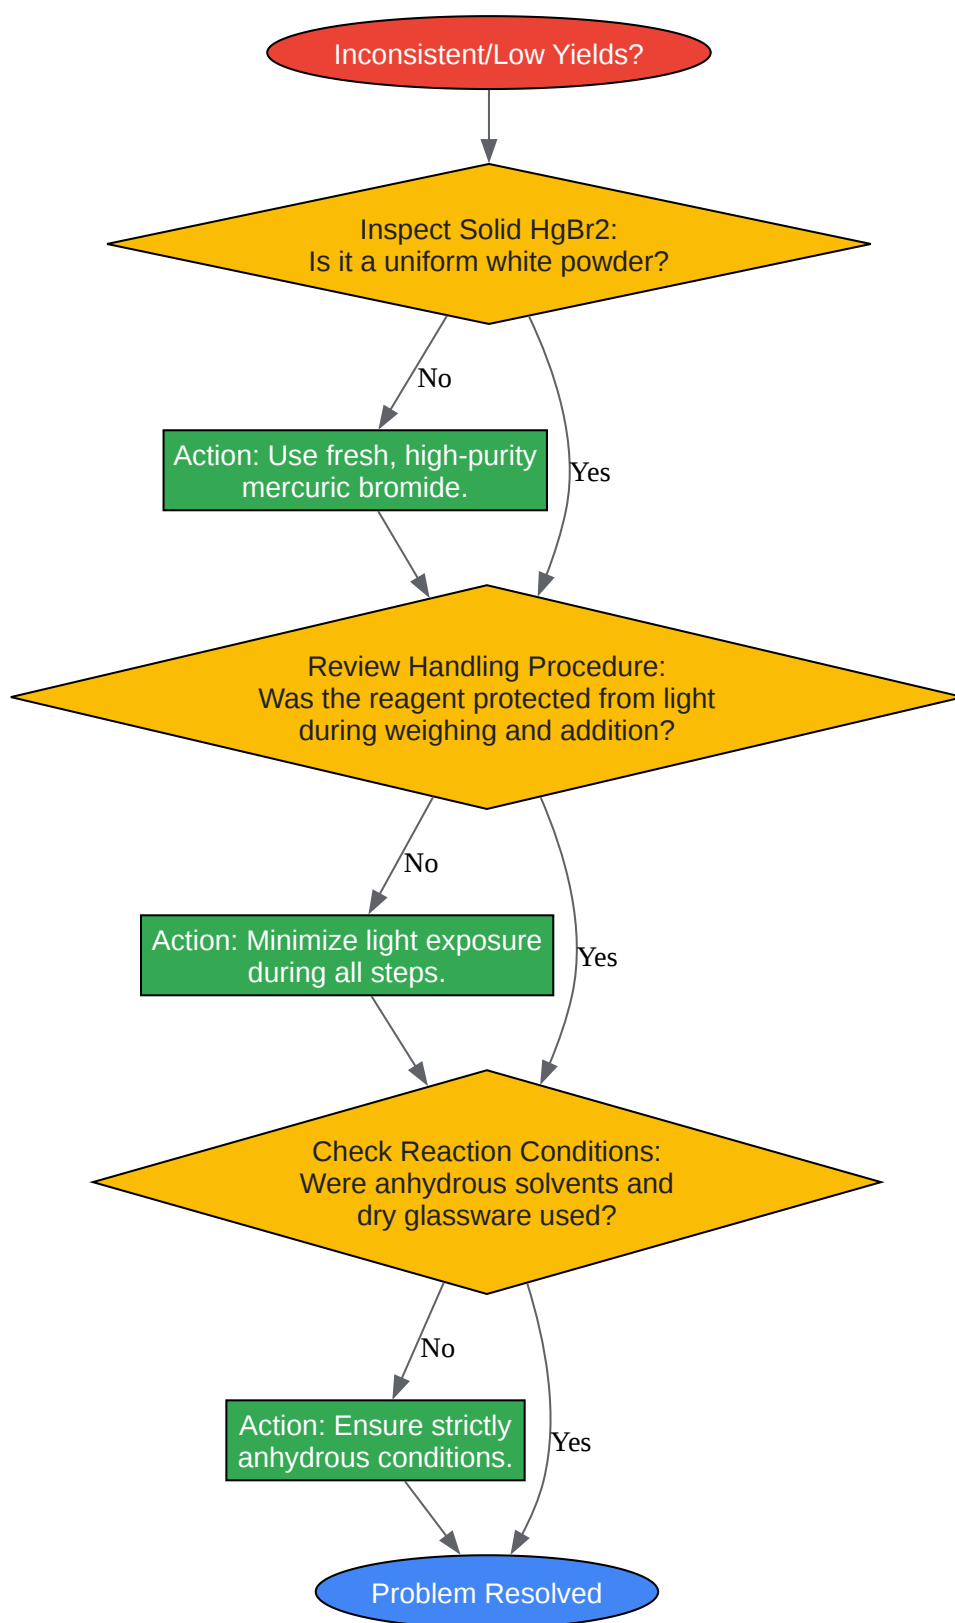 Inconsistent/Low Yields?
Inspect Solid HgBr2:
Is it a uniform white powder?
No
Action: Use fresh, high-purity
mercuric bromide.
Yes
Review Handling Procedure:
Was the reagent protected from light
during weighing and addition?
No
Action: Minimize light exposure
during all steps.
Yes
Check Reaction Conditions:
Were anhydrous solvents and
dry glassware used?
No
Action: Ensure strictly
anhydrous conditions.
Yes
Problem Resolved